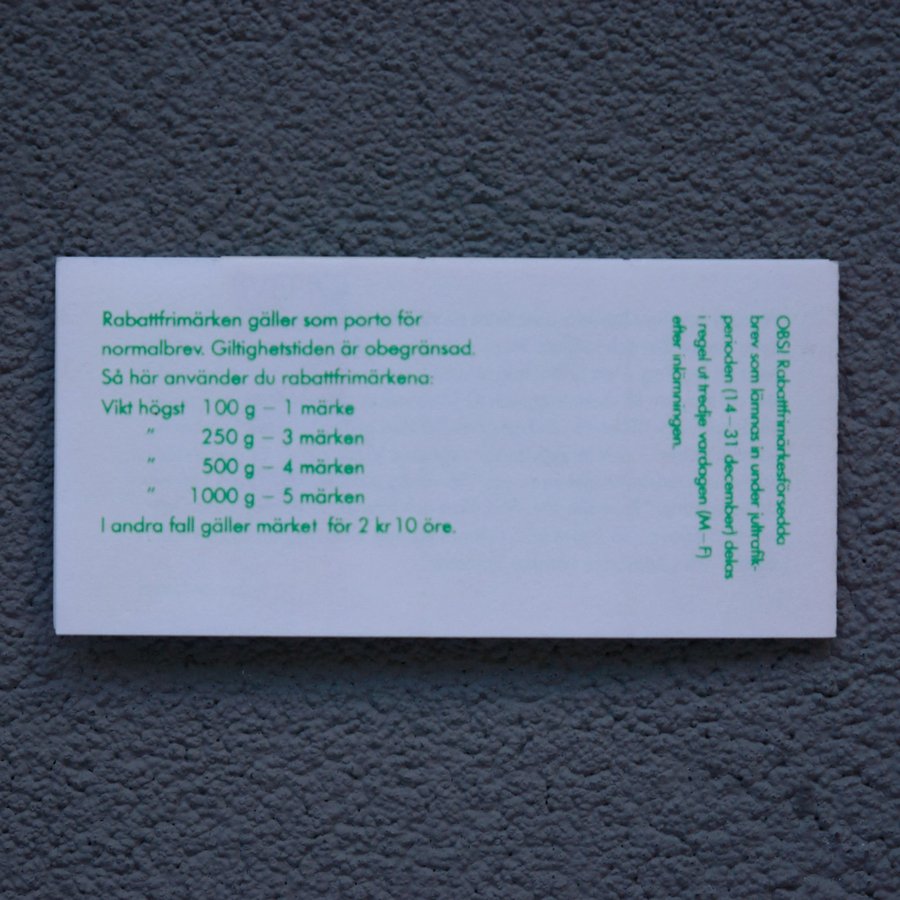 Rabattfrimärken gäller som porto för
normalbrev. Giltighetstiden är obegränsad.
Så här använder du rabattfrimärkena:
Vikt högst 100 g – 1 märke
” 250 g – 3 märken
” 500 g – 4 märken
” 1000 g – 5 märken
I andra fall gäller märket för 2 kr 10 öre.
OBS! Rabattfrimärkesförsedda
brev som lämnas in under jultrafik-
perioden (14–31 december) delas
i regel ut tredje vardagen (M–F)
efter inlämningen.